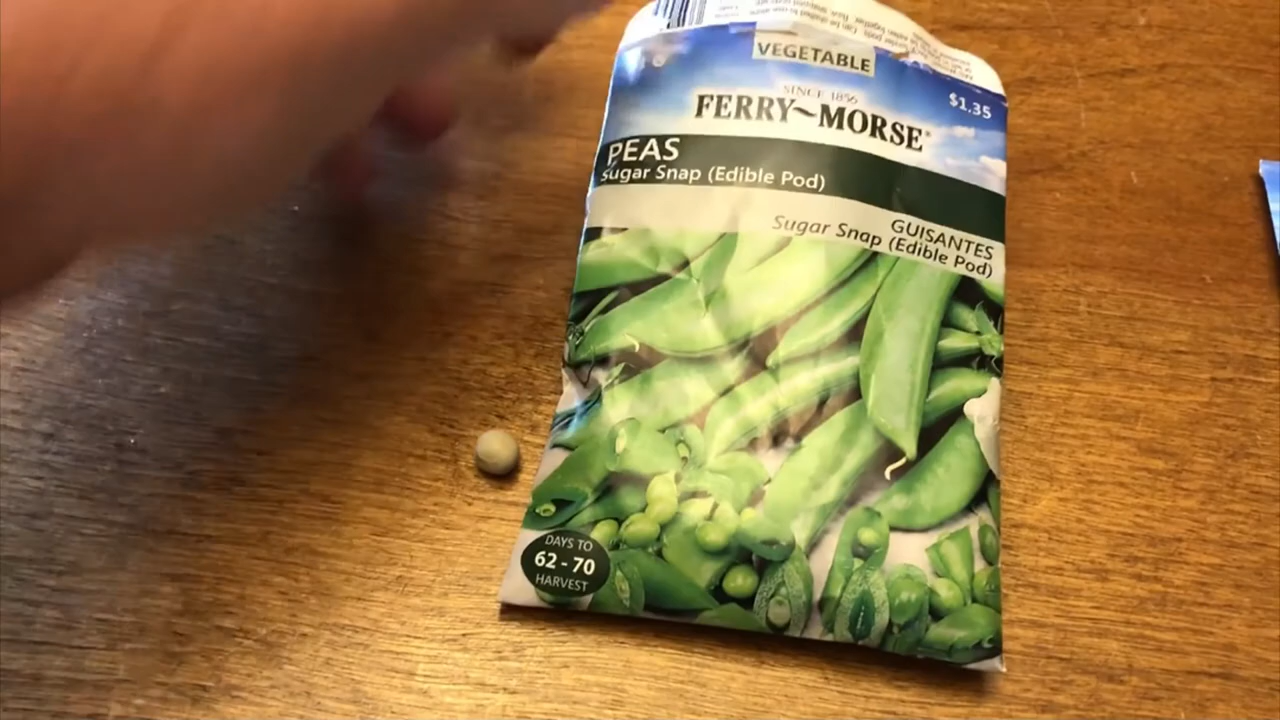 VEGETABLE
SINCE 1856
FERRY~MORSE®
$1.35
PEAS
Sugar Snap (Edible Pod)
GUISANTES
Sugar Snap (Edible Pod)
DAYS TO
62 - 70
HARVEST